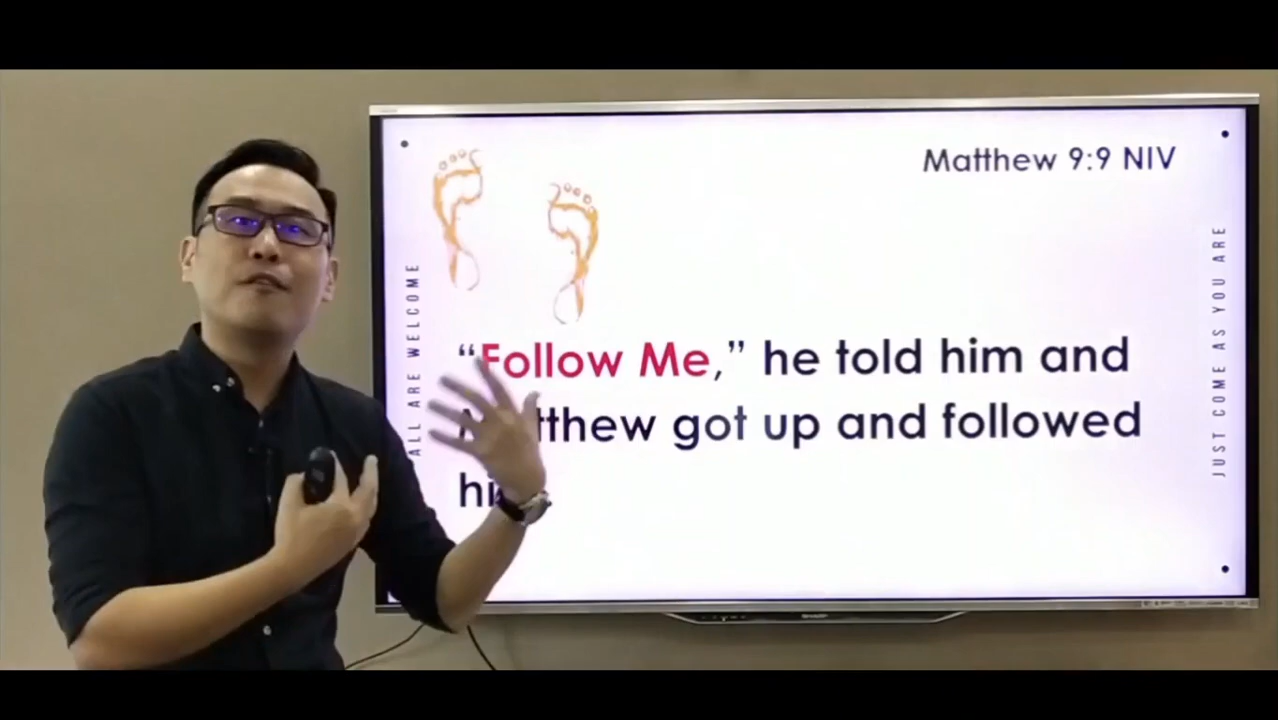 Matthew 9:9 NIV
ALL ARE WELCOME
JUST COME AS YOU ARE
“Follow Me,” he told him and
Matthew got up and followed